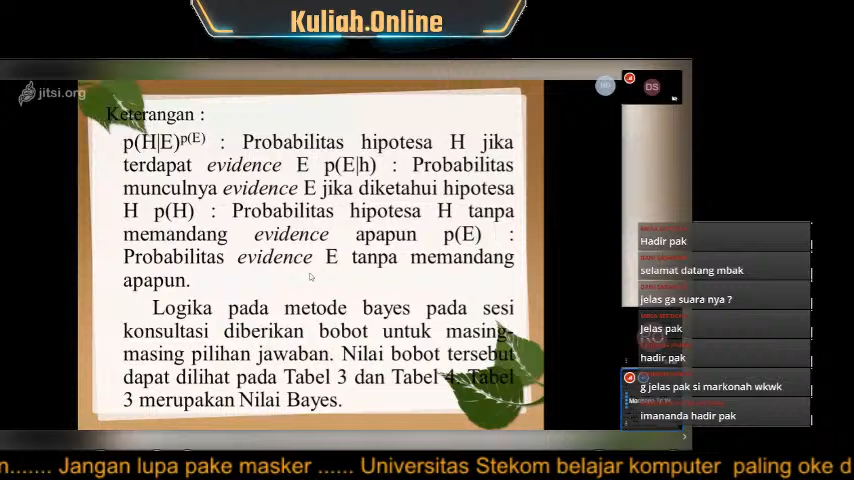 Kuliah.Online
jitsi.org
DS
Keterangan :
p(H|E)p(E) : Probabilitas hipotesa H jika
terdapat evidence E p(E|h) : Probabilitas
munculnya evidence E jika diketahui hipotesa
H p(H) : Probabilitas hipotesa H tanpa
memandang evidence apapun p(E) :
Probabilitas evidence E tanpa memandang
apapun.
Logika pada metode bayes pada sesi
konsultasi diberikan bobot untuk masing-
masing pilihan jawaban. Nilai bobot tersebut
dapat dilihat pada Tabel 3 dan Tabel 4. Tabel
3 merupakan Nilai Bayes.
Hadir pak
selamat datang mbak
jelas ga suara nya ?
Jelas pak
hadir pak
g jelas pak si markonah wkwk
imananda hadir pak
n....... Jangan lupa pake masker ...... Universitas Stekom belajar komputer paling oke d